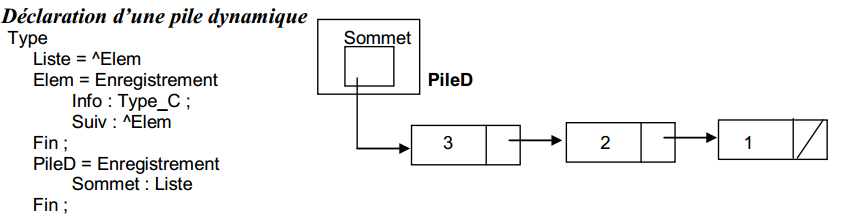 Déclaration d'une pile dynamique
Type
Liste = ^Elem
Elem = Enregistrement
Info : Type_C ;
Suiv : ^Elem
Fin ;
PileD = Enregistrement
Sommet : Liste
Fin ;
Sommet
PileD
3
2
1